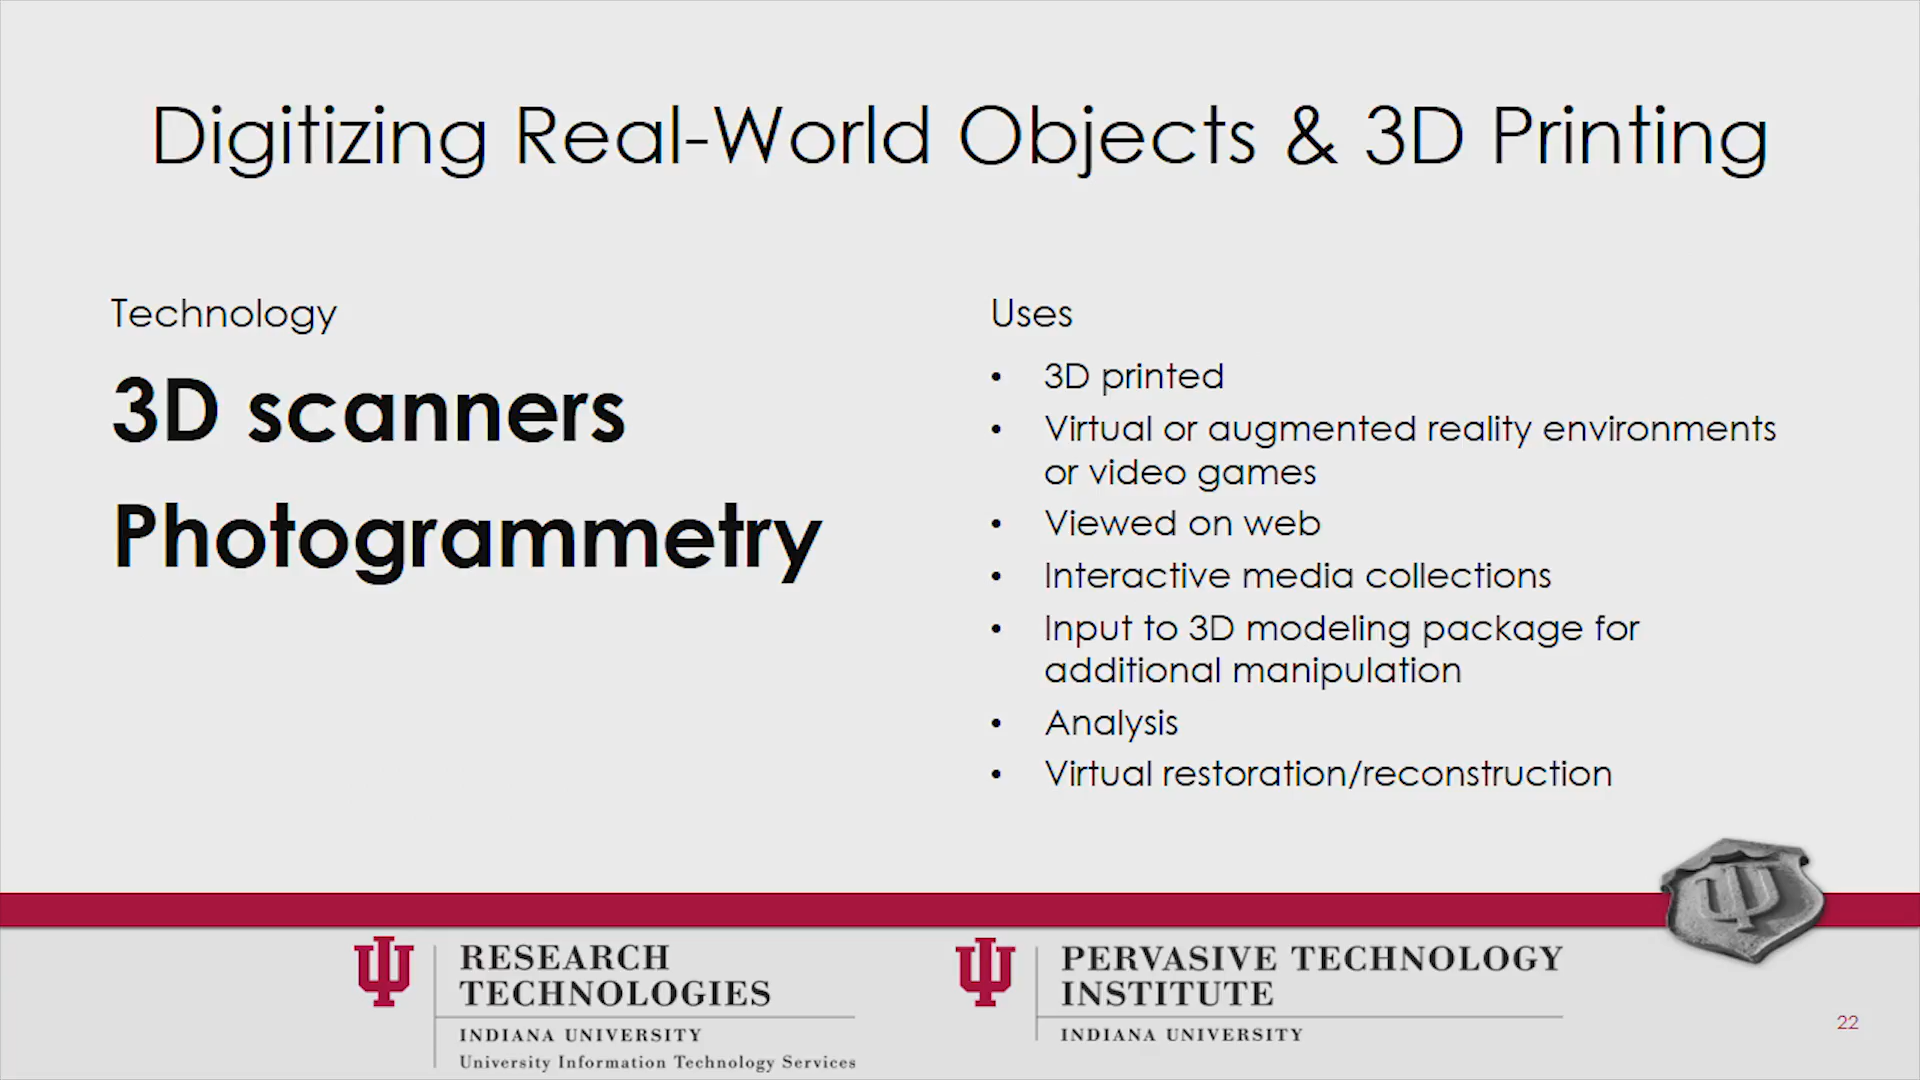 Digitizing Real-World Objects & 3D Printing
Technology
3D scanners
Photogrammetry
Uses
• 3D printed
• Virtual or augmented reality environments
or video games
• Viewed on web
• Interactive media collections
• Input to 3D modeling package for
additional manipulation
• Analysis
• Virtual restoration/reconstruction
RESEARCH
TECHNOLOGIES
INDIANA UNIVERSITY
University Information Technology Services
PERVASIVE TECHNOLOGY
INSTITUTE
INDIANA UNIVERSITY
22